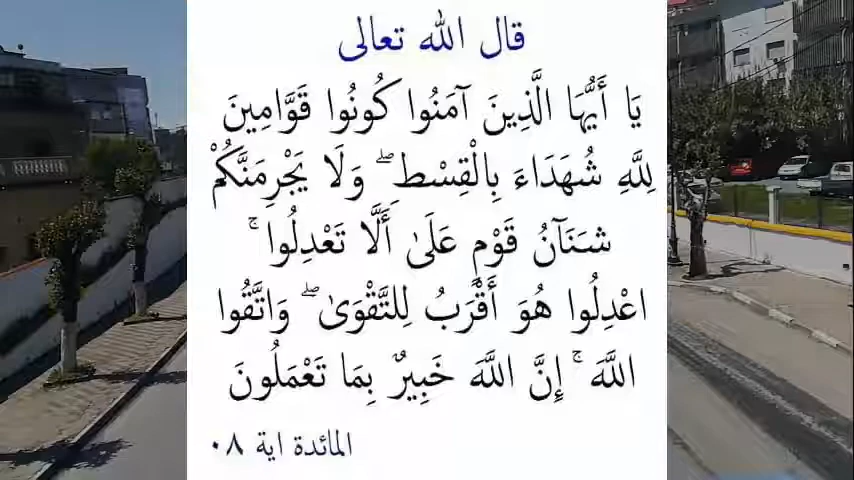 قال الله تعالى
يَا أَيُّهَا الَّذِينَ آمَنُوا كُونُوا قَوَّامِينَ
لِلَّهِ شُهَدَاءَ بِالْقِسْطِ ۖ وَلَا يَجْرِمَنَّكُمْ
شَنَآنُ قَوْمٍ عَلَىٰ أَلَّا تَعْدِلُوا ۚ
اعْدِلُوا هُوَ أَقْرَبُ لِلتَّقْوَىٰ ۖ وَاتَّقُوا
اللَّهَ ۚ إِنَّ اللَّهَ خَبِيرٌ بِمَا تَعْمَلُونَ
المائدة اية ٠٨